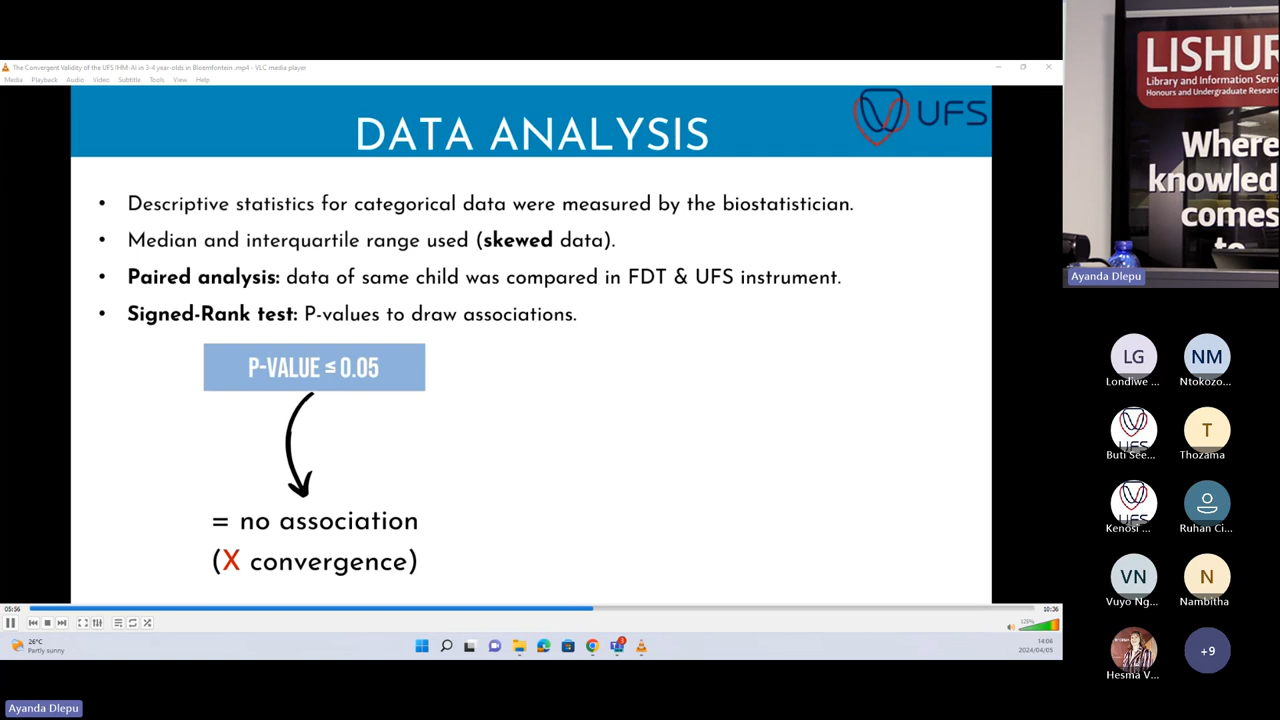 The Convergent Validity of the UFS IHM-AI in 3-4 year-olds in Bloemfontein .mp4 - VLC media player
Media Playback Audio Video Subtitle Tools View Help
DATA ANALYSIS
UFS
• Descriptive statistics for categorical data were measured by the biostatistician.
• Median and interquartile range used (skewed data).
• Paired analysis: data of same child was compared in FDT & UFS instrument.
• Signed-Rank test: P-values to draw associations.
P-VALUE ≤ 0.05
= no association
(X convergence)
05:56
10:36
120%
26°C
Partly sunny
14:06
2024/04/05
Ayanda Dlepu
LISHUR
Library and Information Servi
Honours and Undergraduate Research
Where
knowled
comes
to
Ayanda Dlepu
LG
Londiwe ...
NM
Ntokozo...
UFS
Buti See...
T
Thozama
UFS
Kenosi ...
Ruhan Ci...
VN
Vuyo Ng...
N
Nambitha
Hesma V...
+9